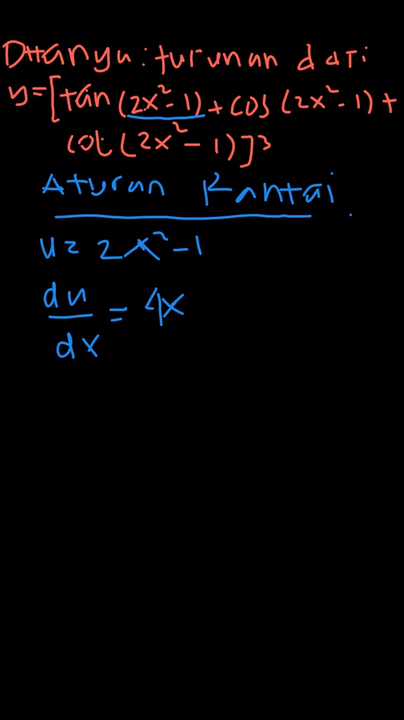 Ditanya : turunan dari
y=[tan (2x²-1) + cos (2x²-1) +
cot (2x²-1)]³
Aturan Rantai
u= 2x²-1
du/dx = 4x